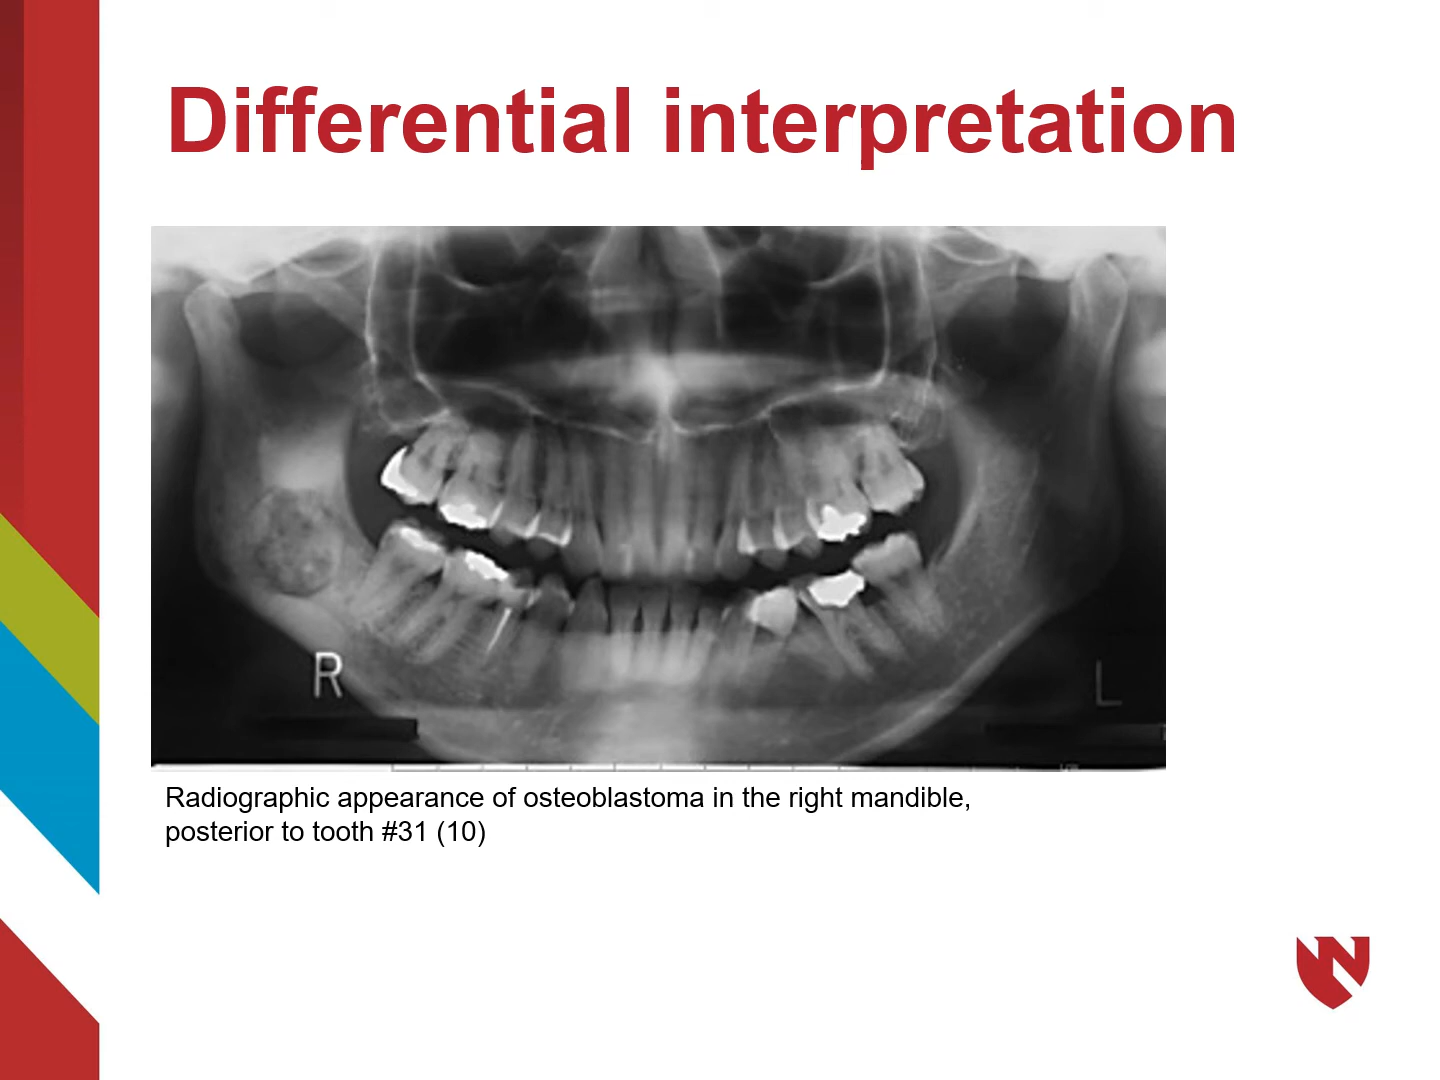 Differential interpretation
R
L
Radiographic appearance of osteoblastoma in the right mandible,
posterior to tooth #31 (10)